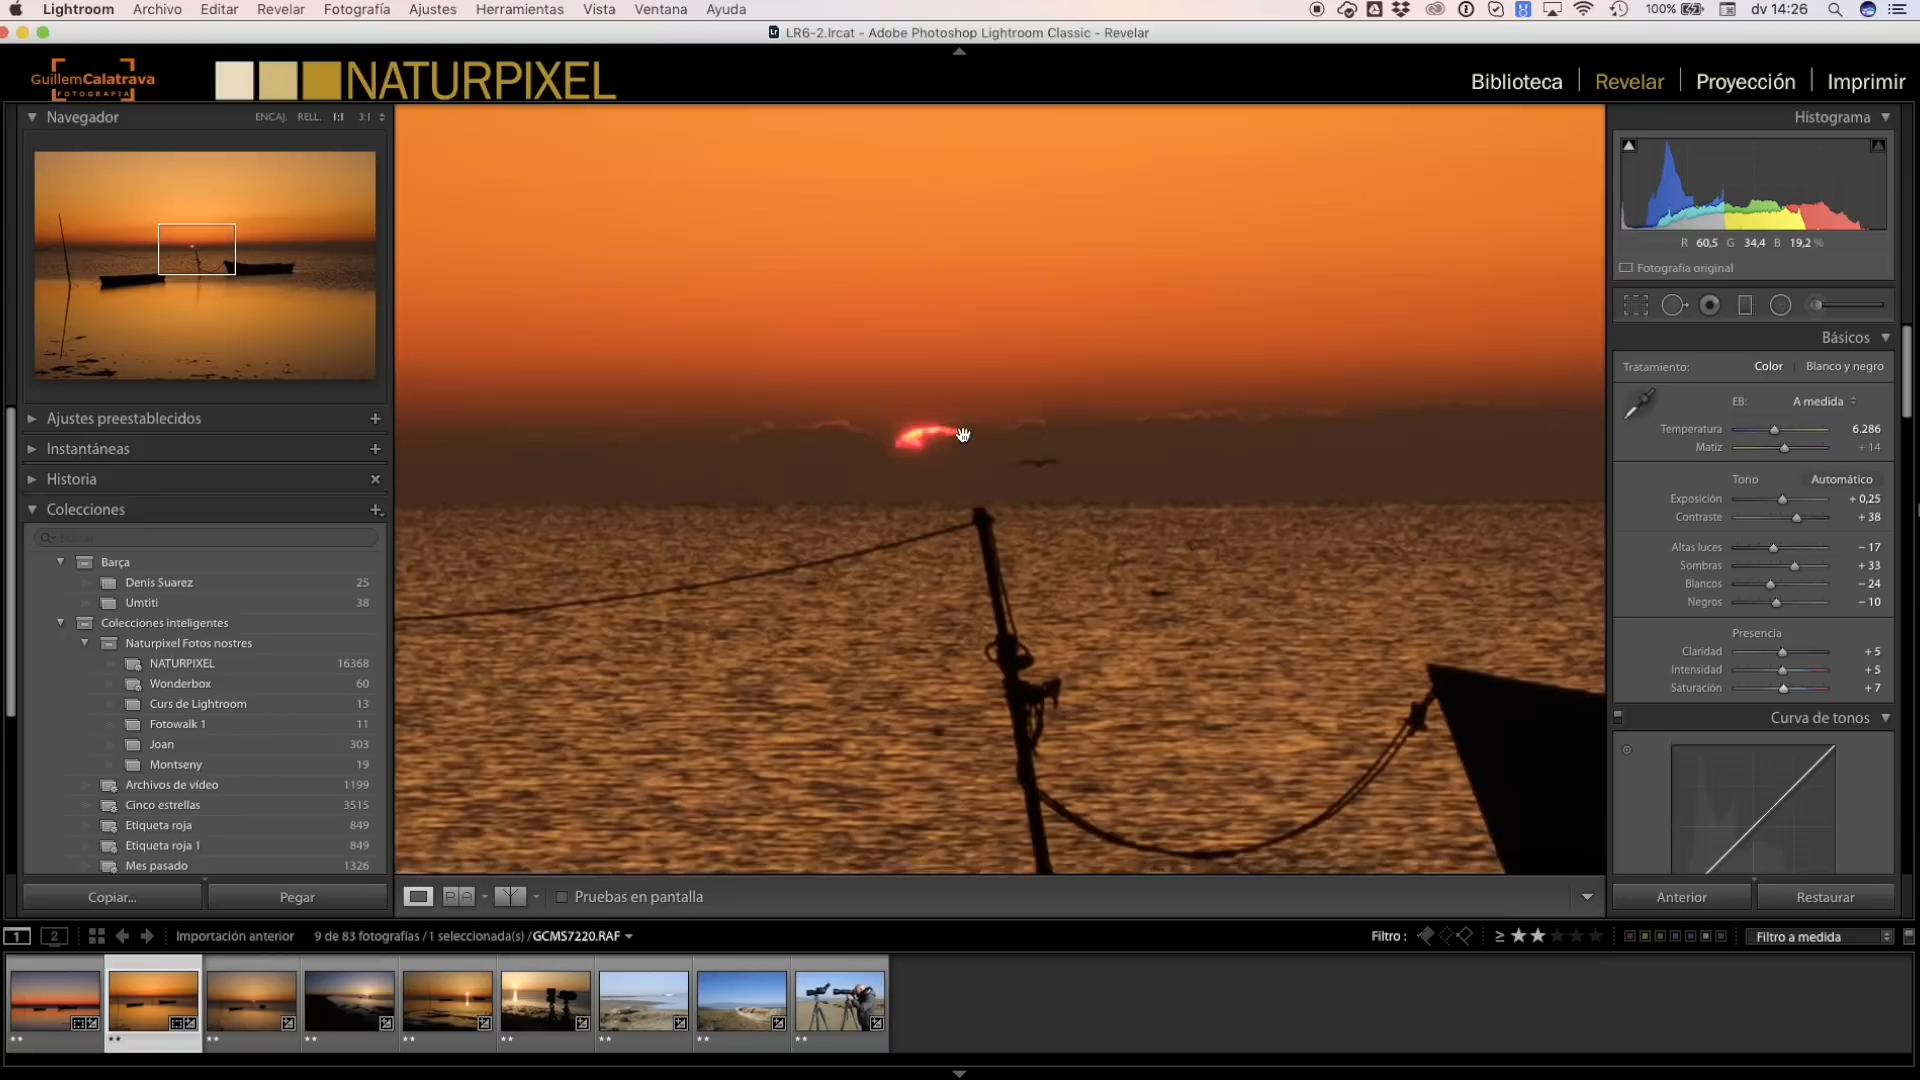 Lightroom Archivo Editar Revelar Fotografía Ajustes Herramientas Vista Ventana Ayuda 100% dv 14:26
LR6-2.lrcat - Adobe Photoshop Lightroom Classic - Revelar
GuillemCalatrava
FOTOGRAFIA
NATURPIXEL
Biblioteca | Revelar | Proyección | Imprimir
Navegador ENCAJ. RELL. 1:1 3:1
Ajustes preestablecidos
Instantáneas
Historia
Colecciones
Barça
Denis Suarez 25
Umtiti 38
Colecciones inteligentes
Naturpixel Fotos nostres
NATURPIXEL 16368
Wonderbox 60
Curs de Lightroom 13
Fotowalk 1 11
Joan 303
Montseny 19
Archivos de vídeo 1199
Cinco estrellas 3515
Etiqueta roja 849
Etiqueta roja 1 849
Mes pasado 1326
Copiar... Pegar
Pruebas en pantalla
Histograma
R 60,5 G 34,4 B 19,2 %
Fotografía original
Básicos
Tratamiento: Color | Blanco y negro
EB: A medida
Temperatura 6.286
Matiz + 14
Tono Automático
Exposición + 0,25
Contraste + 38
Altas luces − 17
Sombras + 33
Blancos − 24
Negros − 10
Presencia
Claridad + 5
Intensidad + 5
Saturación + 7
Curva de tonos
Anterior Restaurar
1 2 Importación anterior 9 de 83 fotografías /1 seleccionada(s) /GCMS7220.RAF Filtro : ≥ ★★★★★ Filtro a medida